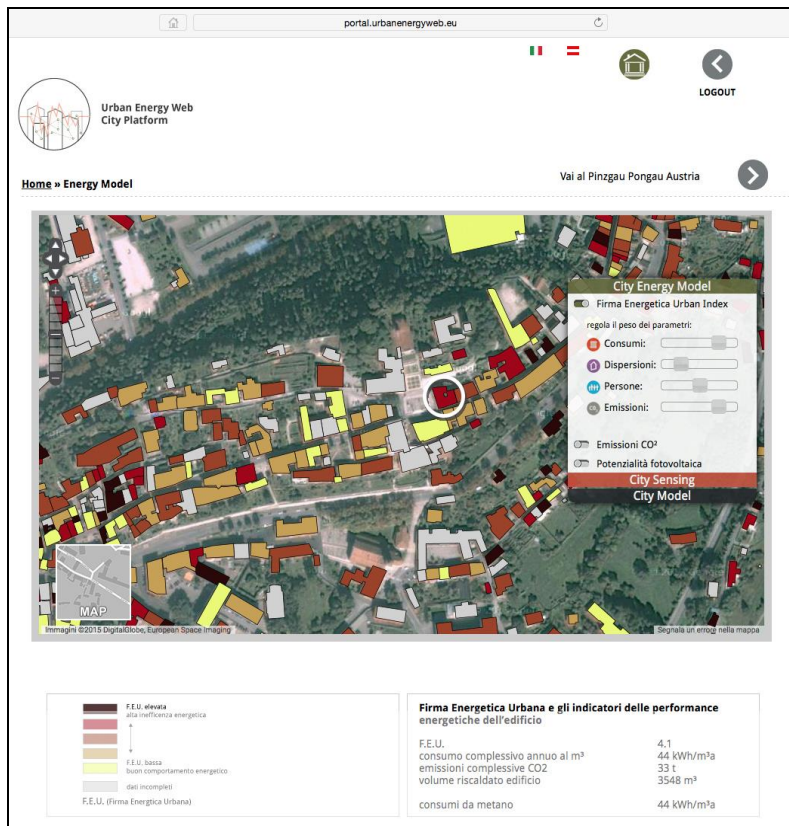 portal.urbanenergyweb.eu
LOGOUT
Urban Energy Web
City Platform
Home » Energy Model
Vai al Pinzgau Pongau Austria
City Energy Model
Firma Energetica Urban Index
regola il peso dei parametri:
Consumi:
Dispersioni:
Persone:
Emissioni:
Emissioni CO²
Potenzialità fotovoltaica
City Sensing
City Model
MAP
Immagini ©2015 DigitalGlobe, European Space Imaging
Segnala un errore nella mappa
F.E.U. elevata
alta inefficenza energetica
F.E.U. bassa
buon comportamento energetico
dati incompleti
F.E.U. (Firma Energtica Urbana)
Firma Energetica Urbana e gli indicatori delle performance
energetiche dell'edificio
F.E.U. 4.1
consumo complessivo annuo al m³ 44 kWh/m³a
emissioni complessive CO2 33 t
volume riscaldato edificio 3548 m³
consumi da metano 44 kWh/m³a